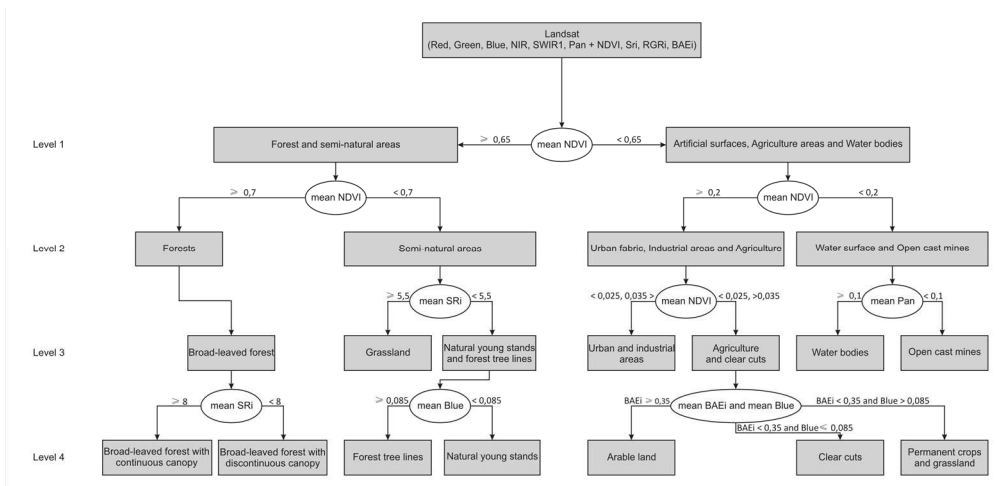 Landsat
(Red, Green, Blue, NIR, SWIR1, Pan + NDVI, Sri, RGRi, BAEi)
Level 1
Forest and semi-natural areas
⩾ 0,65
mean NDVI
< 0,65
Artificial surfaces, Agriculture areas and Water bodies
⩾ 0,7
mean NDVI
< 0,7
⩾ 0,2
mean NDVI
< 0,2
Level 2
Forests
Semi-natural areas
Urban fabric, Industrial areas and Agriculture
Water surface and Open cast mines
⩾ 5,5
mean SRi
< 5,5
< 0,025, 0,035 >
mean NDVI
< 0,025, >0,035
⩾ 0,1
mean Pan
< 0,1
Level 3
Broad-leaved forest
Grassland
Natural young stands
and forest tree lines
Urban and industrial
areas
Agriculture
and clear cuts
Water bodies
Open cast mines
⩾ 8
mean SRi
< 8
⩾ 0,085
mean Blue
< 0,085
BAEi ⩾ 0,35
mean BAEi and mean Blue
BAEi < 0,35 and Blue > 0,085
BAEi < 0,35 and Blue ⩽ 0,085
Level 4
Broad-leaved forest with
continuous canopy
Broad-leaved forest with
discontinuous canopy
Forest tree lines
Natural young stands
Arable land
Clear cuts
Permanent crops
and grassland